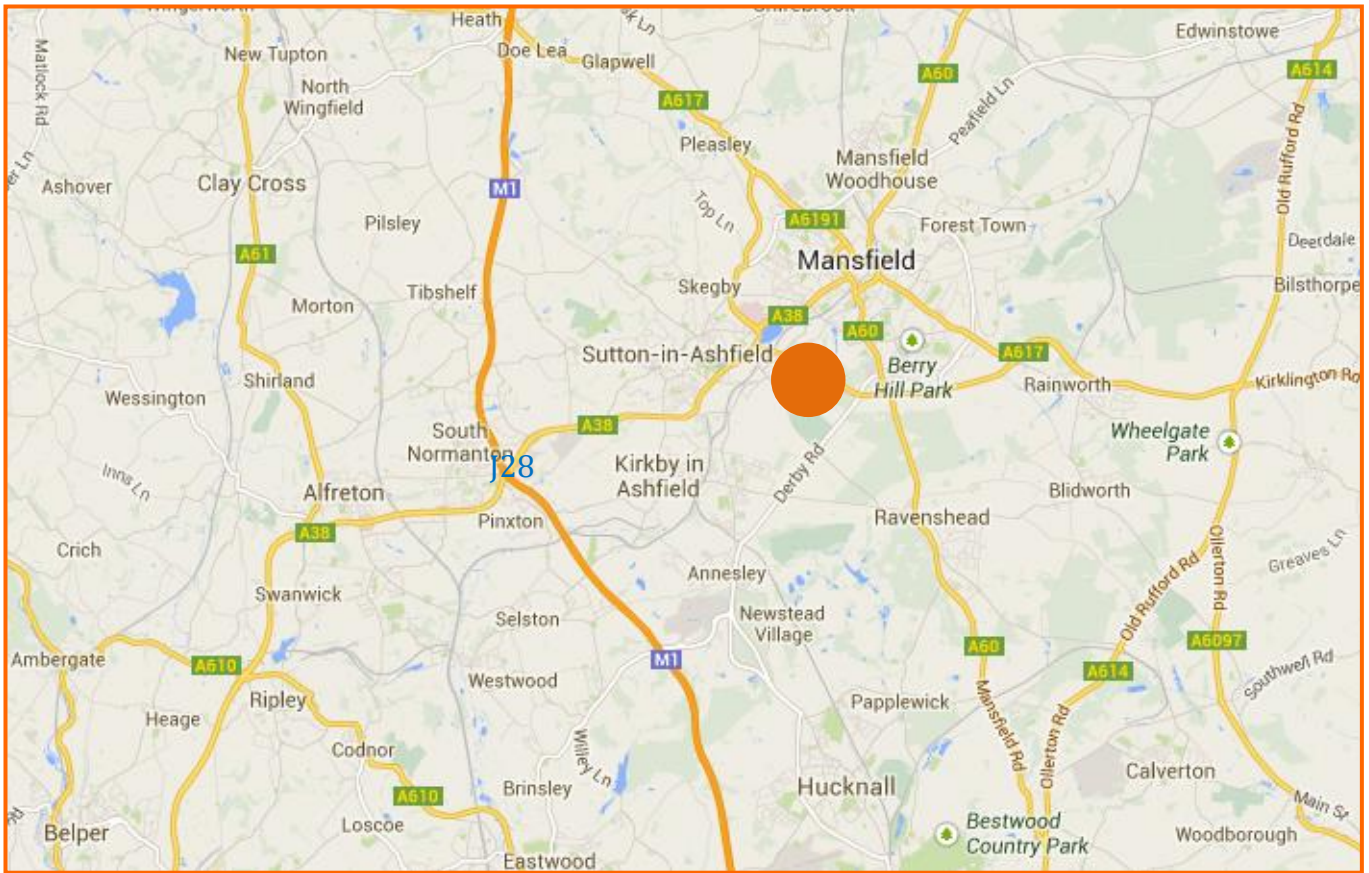 Heath
Doe Lea
Glapwell
Edwinstowe
New Tupton
North
Wingfield
Matlock Rd
A617
A60
A614
Peafield Ln
Pleasley
Mansfield
Woodhouse
Old Rufford Rd
Ashover
Clay Cross
M1
Top Ln
A6191
Forest Town
Pilsley
A61
Deerdale
Mansfield
Tibshelf
Morton
Skegby
Bilsthorpe
A38
A60
Sutton-in-Ashfield
Berry
Hill Park
A617
Shirland
Wessington
Rainworth
Kirklington Rd
A38
South
Normanton
J28
Wheelgate
Park
Inns Ln
Alfreton
Kirkby in
Ashfield
Derby Rd
Blidworth
A38
Pinxton
Ravenshead
Crich
Annesley
Ollerton Rd
Greaves Ln
Swanwick
Selston
Newstead
Village
Old Rufford Rd
Ambergate
A610
M1
A60
A614
A6097
Southwell Rd
Westwood
Ripley
Heage
Papplewick
Mansfield Rd
Ollerton Rd
Codnor
Willey Ln
Brinsley
Hucknall
Calverton
A610
Loscoe
Main St
Belper
Bestwood
Country Park
Woodborough
Eastwood